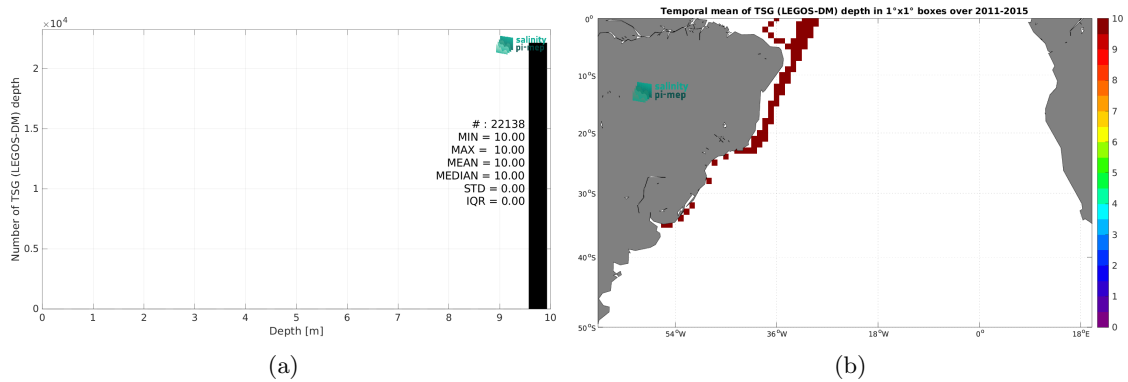 ×10⁴
Number of TSG (LEGOS-DM) depth
2
1.5
1
0.5
0
0 1 2 3 4 5 6 7 8 9 10
Depth [m]
salinity
pi-mep
# : 22138
MIN = 10.00
MAX = 10.00
MEAN = 10.00
MEDIAN = 10.00
STD = 0.00
IQR = 0.00
(a)
Temporal mean of TSG (LEGOS-DM) depth in 1°x1° boxes over 2011-2015
0°
10°S
20°S
30°S
40°S
50°S
54°W 36°W 18°W 0° 18°E
salinity
pi-mep
10
9
8
7
6
5
4
3
2
1
0
(b)